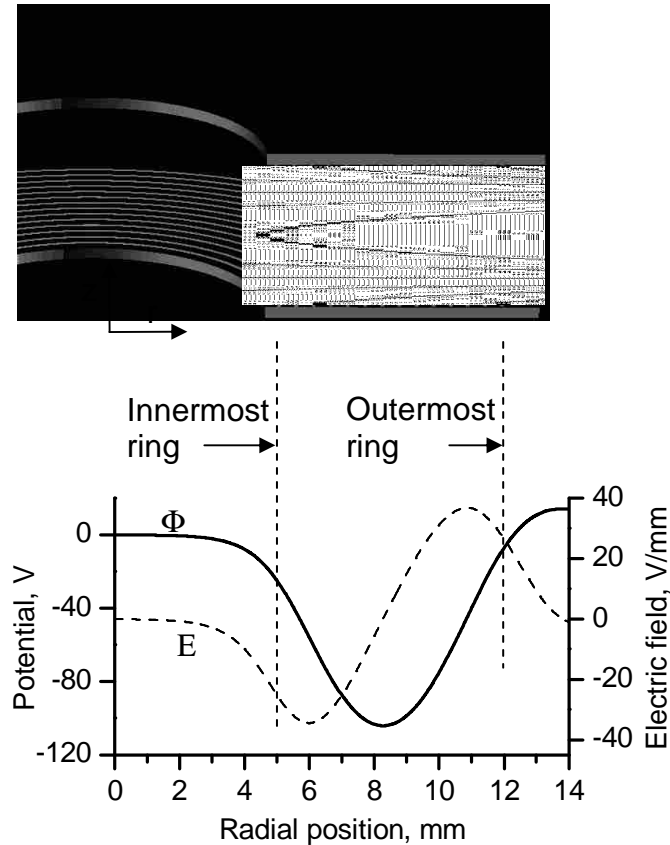 Innermost
ring
Outermost
ring
Φ
E
Potential, V
0
-40
-80
-120
Electric field, V/mm
40
20
0
-20
-40
0 2 4 6 8 10 12 14
Radial position, mm